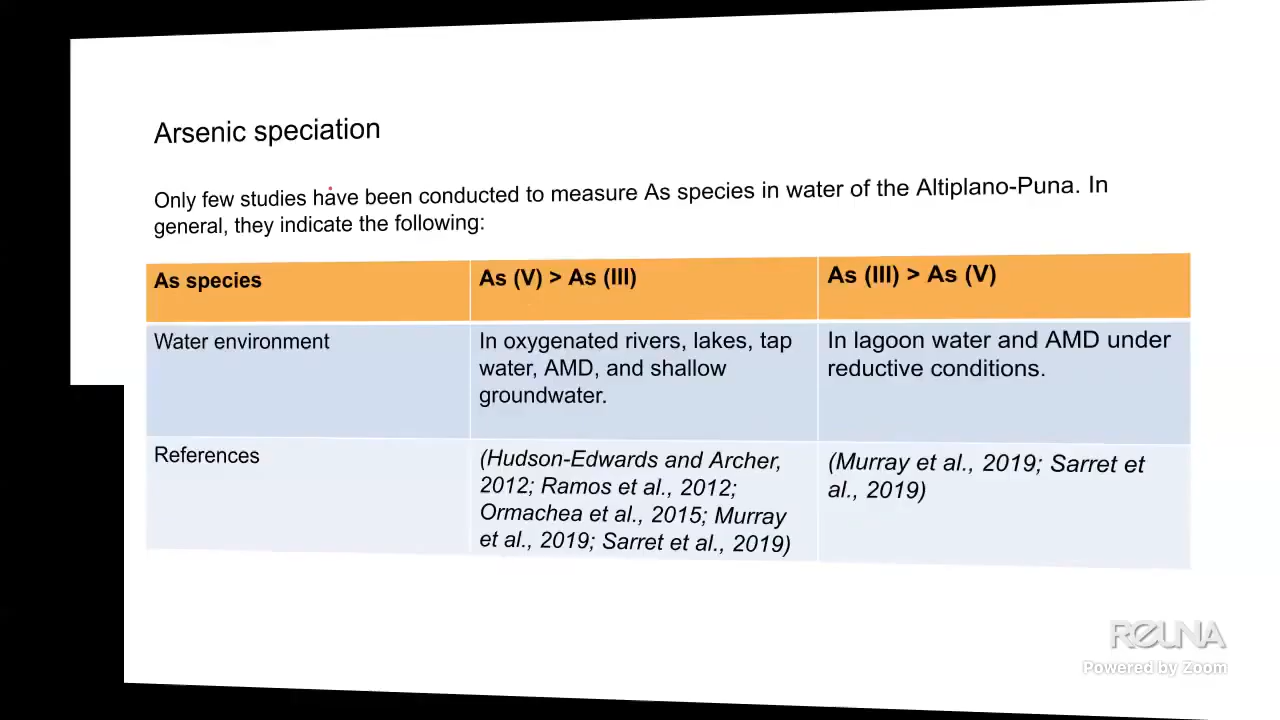 Arsenic speciation
Only few studies have been conducted to measure As species in water of the Altiplano-Puna. In
general, they indicate the following:
As species
As (V) > As (III)
As (III) > As (V)
Water environment
In oxygenated rivers, lakes, tap
water, AMD, and shallow
groundwater.
In lagoon water and AMD under
reductive conditions.
References
(Hudson-Edwards and Archer,
2012; Ramos et al., 2012;
Ormachea et al., 2015; Murray
et al., 2019; Sarret et al., 2019)
(Murray et al., 2019; Sarret et
al., 2019)
REUNA
Powered by Zoom